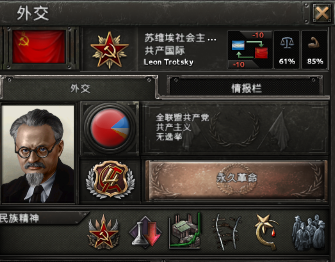 外交
苏维埃社会主...
共产国际
Leon Trotsky
-10
-10
61%
85%
外交
情报栏
全联盟共产党
共产主义
无选举
永久革命
民族精神